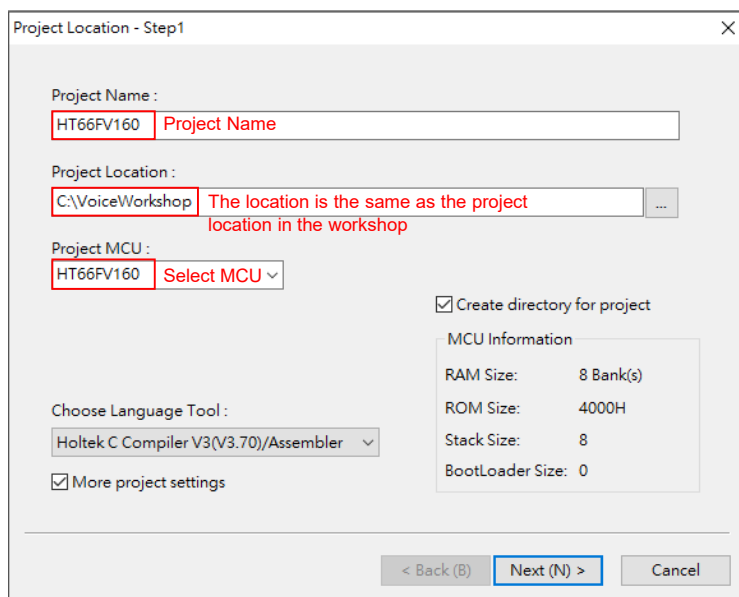 Project Location - Step1
Project Name :
HT66FV160 Project Name
Project Location :
C:\VoiceWorkshop The location is the same as the project
...
location in the workshop
Project MCU :
HT66FV160 Select MCU
Create directory for project
MCU Information
RAM Size: 8 Bank(s)
ROM Size: 4000H
Stack Size: 8
BootLoader Size: 0
Choose Language Tool :
Holtek C Compiler V3(V3.70)/Assembler
More project settings
< Back (B) Next (N) > Cancel